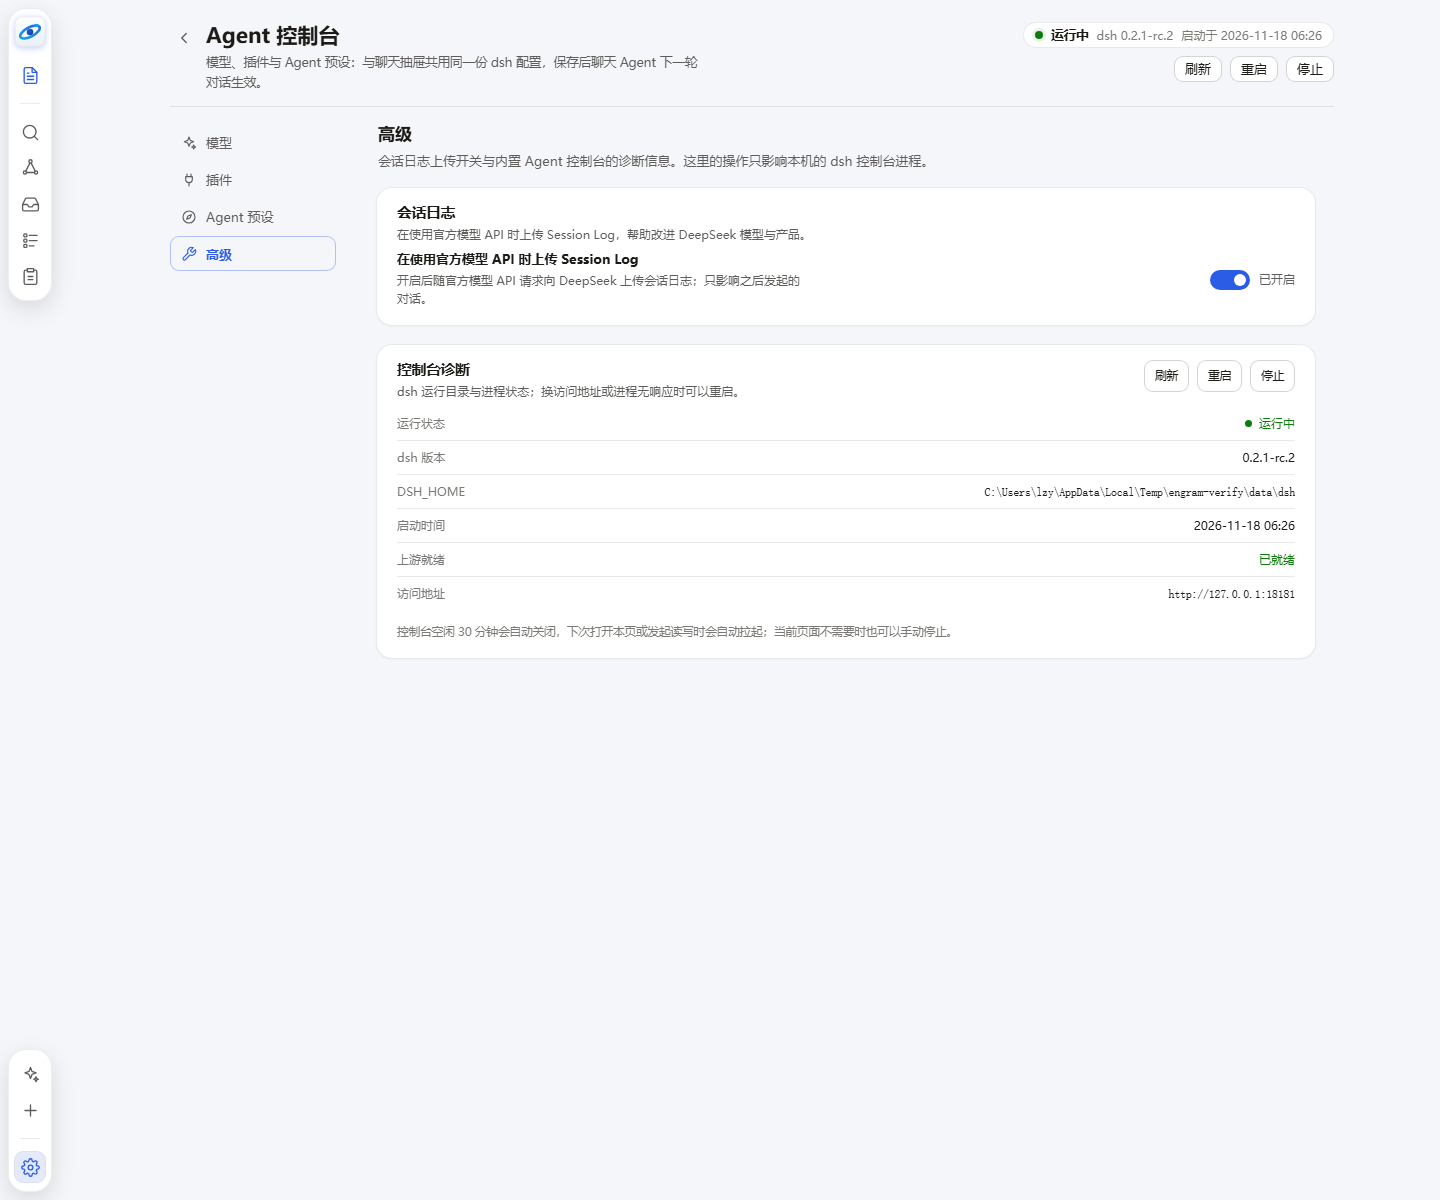 Agent 控制台
模型、插件与 Agent 预设：与聊天抽屉共用同一份 dsh 配置，保存后聊天 Agent 下一轮
对话生效。
运行中 dsh 0.2.1-rc.2 启动于 2026-11-18 06:26
刷新 重启 停止
模型
插件
Agent 预设
高级
高级
会话日志上传开关与内置 Agent 控制台的诊断信息。这里的操作只影响本机的 dsh 控制台进程。
会话日志
在使用官方模型 API 时上传 Session Log，帮助改进 DeepSeek 模型与产品。
在使用官方模型 API 时上传 Session Log
开启后随官方模型 API 请求向 DeepSeek 上传会话日志；只影响之后发起的
对话。
已开启
控制台诊断
dsh 运行目录与进程状态；换访问地址或进程无响应时可以重启。
刷新 重启 停止
运行状态 运行中
dsh 版本 0.2.1-rc.2
DSH_HOME C:\Users\lzy\AppData\Local\Temp\engram-verify\data\dsh
启动时间 2026-11-18 06:26
上游就绪 已就绪
访问地址 http://127.0.0.1:18181
控制台空闲 30 分钟会自动关闭，下次打开本页或发起读写时会自动拉起；当前页面不需要时也可以手动停止。